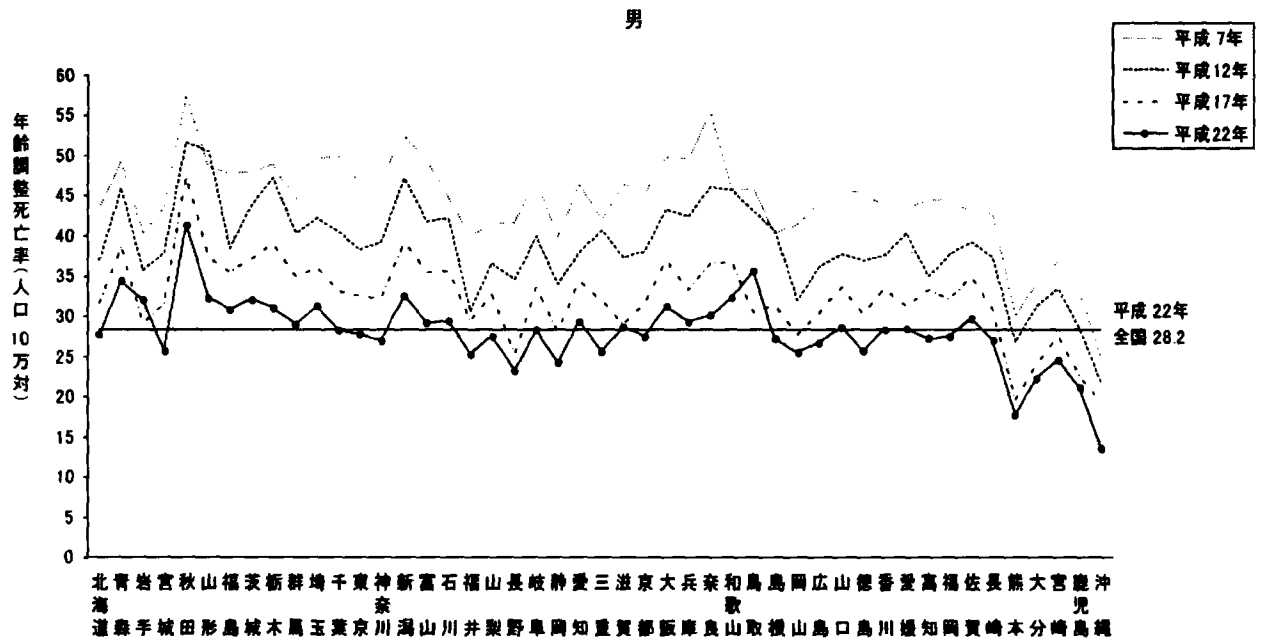 男
平成 7年
平成12年
平成17年
平成22年
年齢調整死亡率(人口 10万対)
60
55
50
45
40
35
30
25
20
15
10
5
0
平成 22年
全国 28.2
北海道
青森
岩手
宮城
秋田
山形
福島
茨城
栃木
群馬
埼玉
千葉
東京
神奈川
新潟
富山
石川
福井
山梨
長野
岐阜
静岡
愛知
三重
滋賀
京都
大阪
兵庫
奈良
和歌山
鳥取
島根
岡山
広島
山口
徳島
香川
愛媛
高知
福岡
佐賀
長崎
熊本
大分
宮崎
鹿児島
沖縄